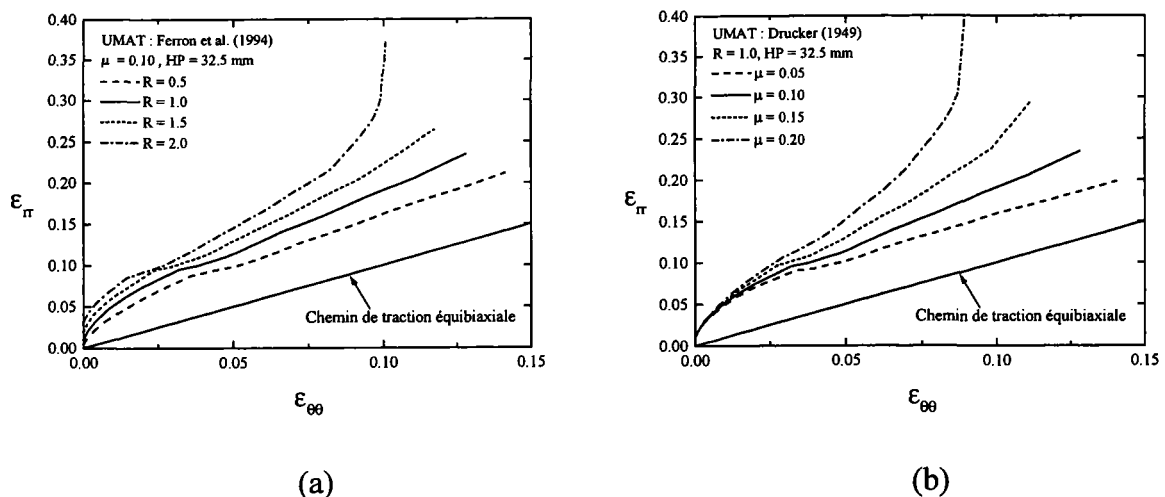 0.40
0.35
0.30
0.25
0.20
0.15
0.10
0.05
0.00
ε_rr
UMAT : Ferron et al. (1994)
μ = 0.10 , HP = 32.5 mm
R = 0.5
R = 1.0
R = 1.5
R = 2.0
Chemin de traction équibiaxiale
0.00 0.05 0.10 0.15
ε_θθ
(a)
0.40
0.35
0.30
0.25
0.20
0.15
0.10
0.05
0.00
ε_rr
UMAT : Drucker (1949)
R = 1.0, HP = 32.5 mm
μ = 0.05
μ = 0.10
μ = 0.15
μ = 0.20
Chemin de traction équibiaxiale
0.00 0.05 0.10 0.15
ε_θθ
(b)